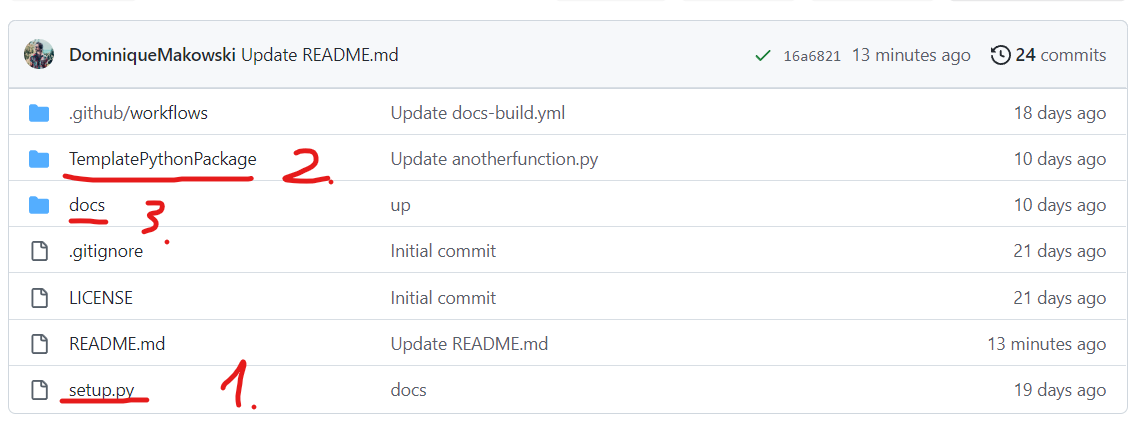 DominiqueMakowski Update README.md 16a6821 13 minutes ago 24 commits
.github/workflows Update docs-build.yml 18 days ago
TemplatePythonPackage 2. Update anotherfunction.py 10 days ago
docs 3. up 10 days ago
.gitignore Initial commit 21 days ago
LICENSE Initial commit 21 days ago
README.md Update README.md 13 minutes ago
setup.py 1. docs 19 days ago